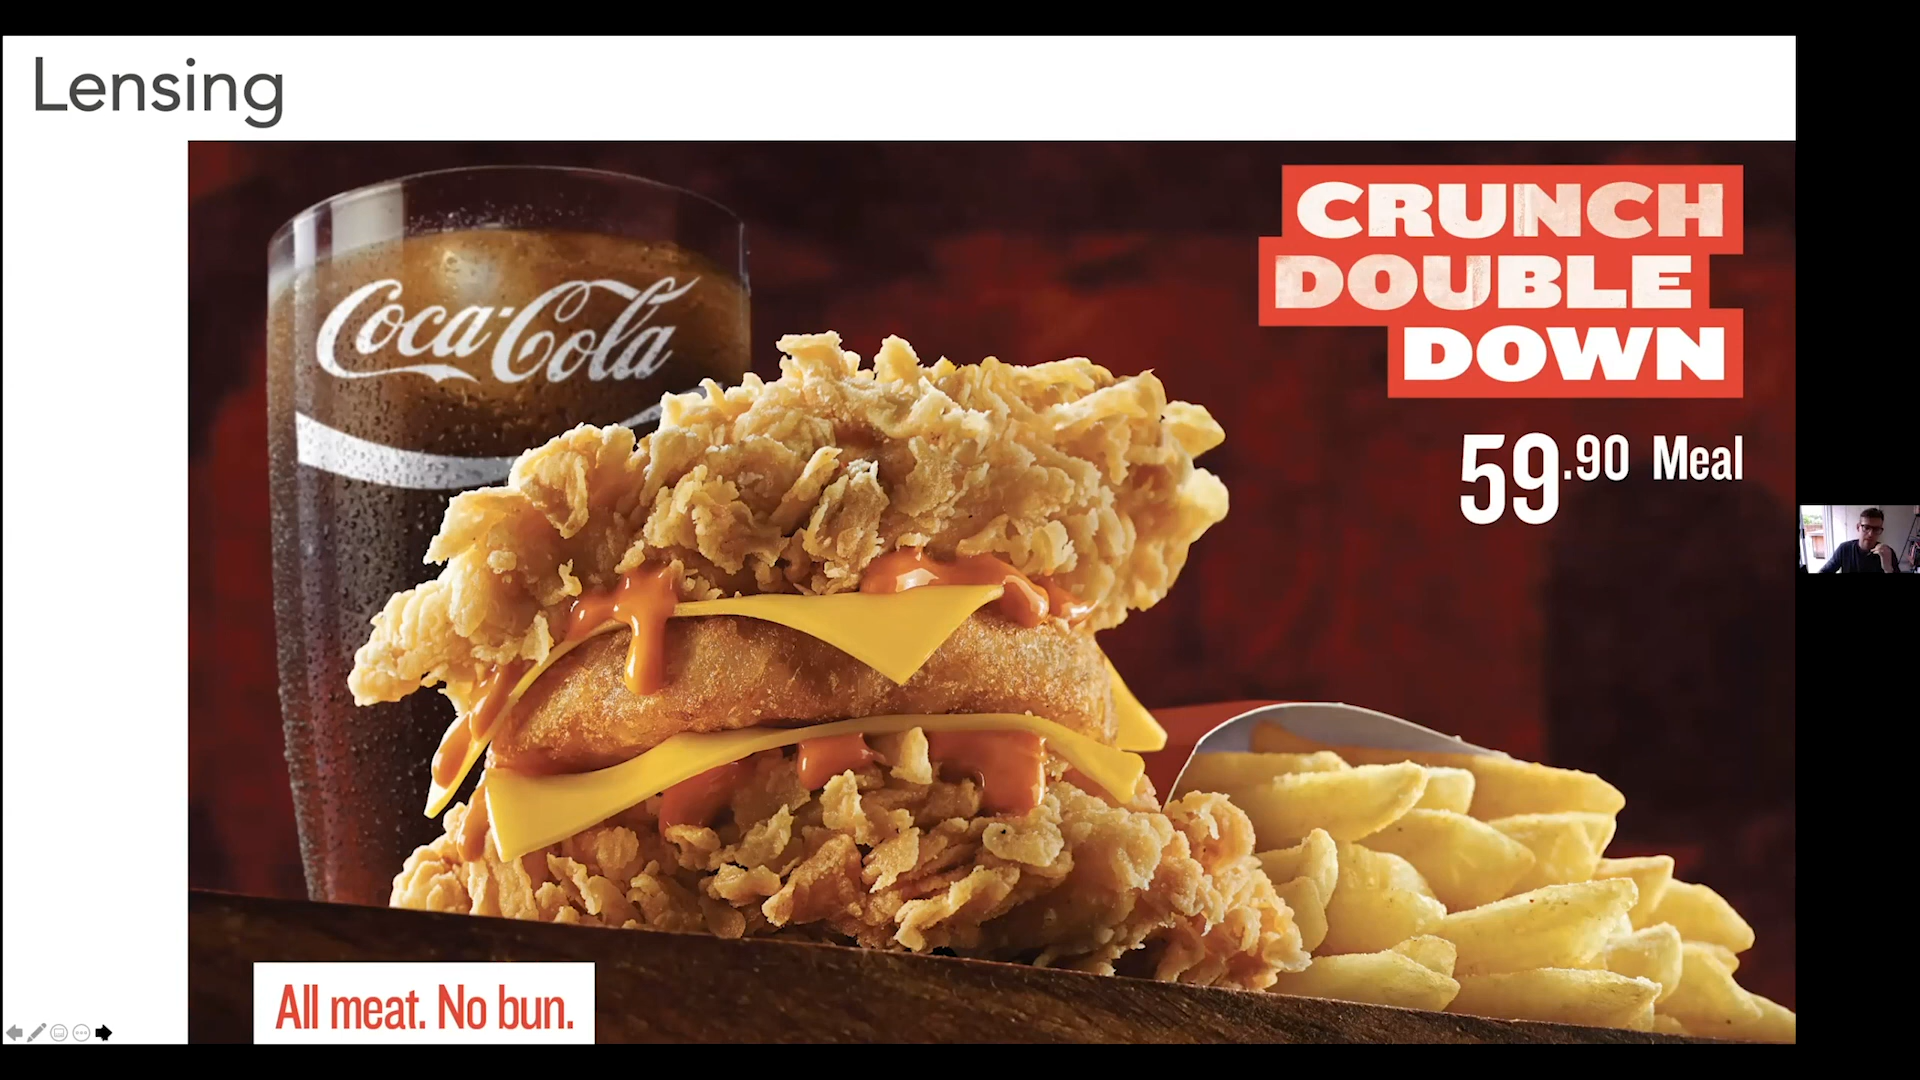 Lensing
CRUNCH
DOUBLE
DOWN
59.90 Meal
Coca-Cola
All meat. No bun.